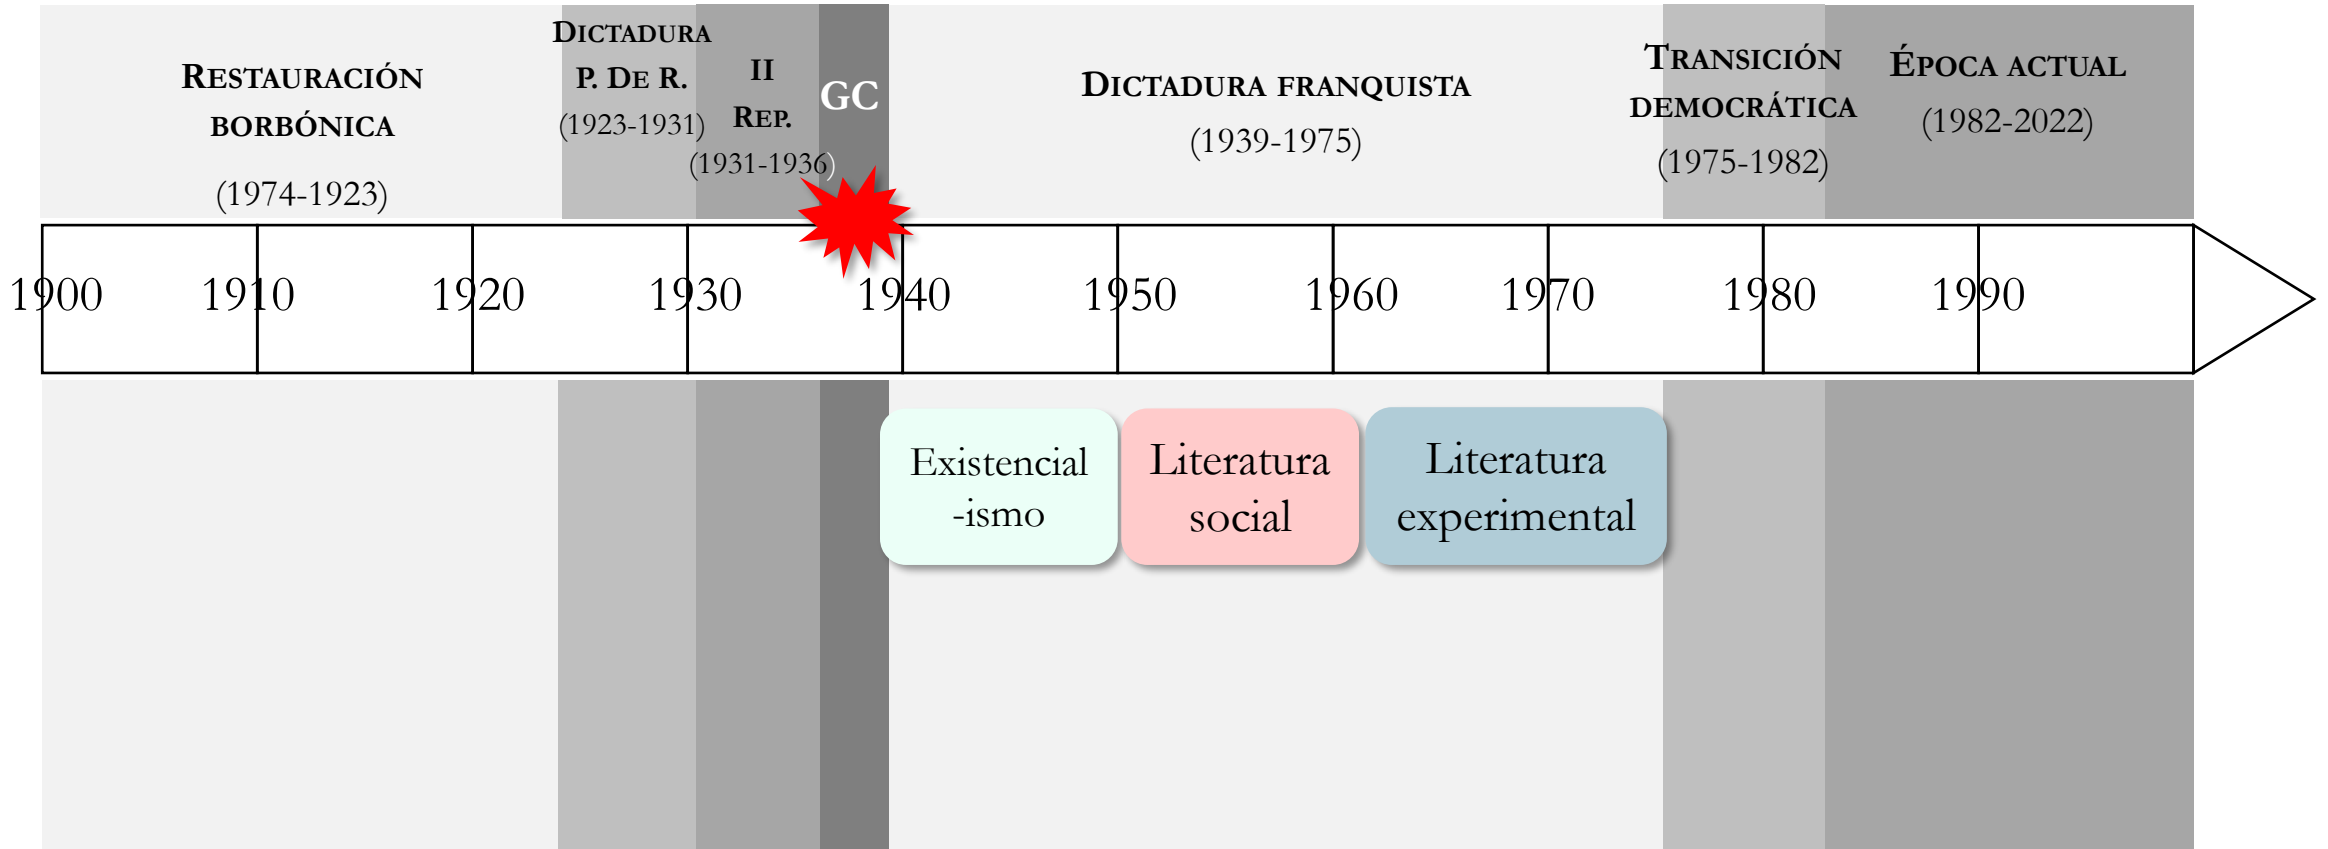 RESTAURACIÓN
BORBÓNICA
(1974-1923)
DICTADURA
P. DE R.
(1923-1931)
II
REP.
(1931-1936)
GC
DICTADURA FRANQUISTA
(1939-1975)
TRANSICIÓN
DEMOCRÁTICA
(1975-1982)
ÉPOCA ACTUAL
(1982-2022)
1900 1910 1920 1930 1940 1950 1960 1970 1980 1990
Existencial
-ismo
Literatura
social
Literatura
experimental